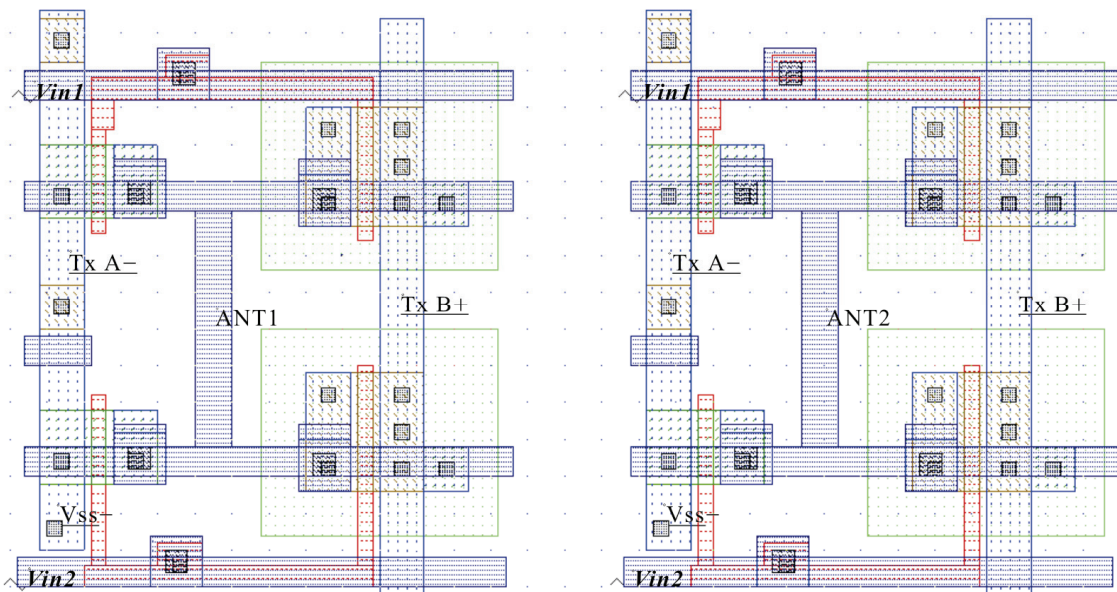 Vin1
Vin1
Tx A−
Tx A−
Tx B+
Tx B+
ANT1
ANT2
Vss−
Vss−
Vin2
Vin2